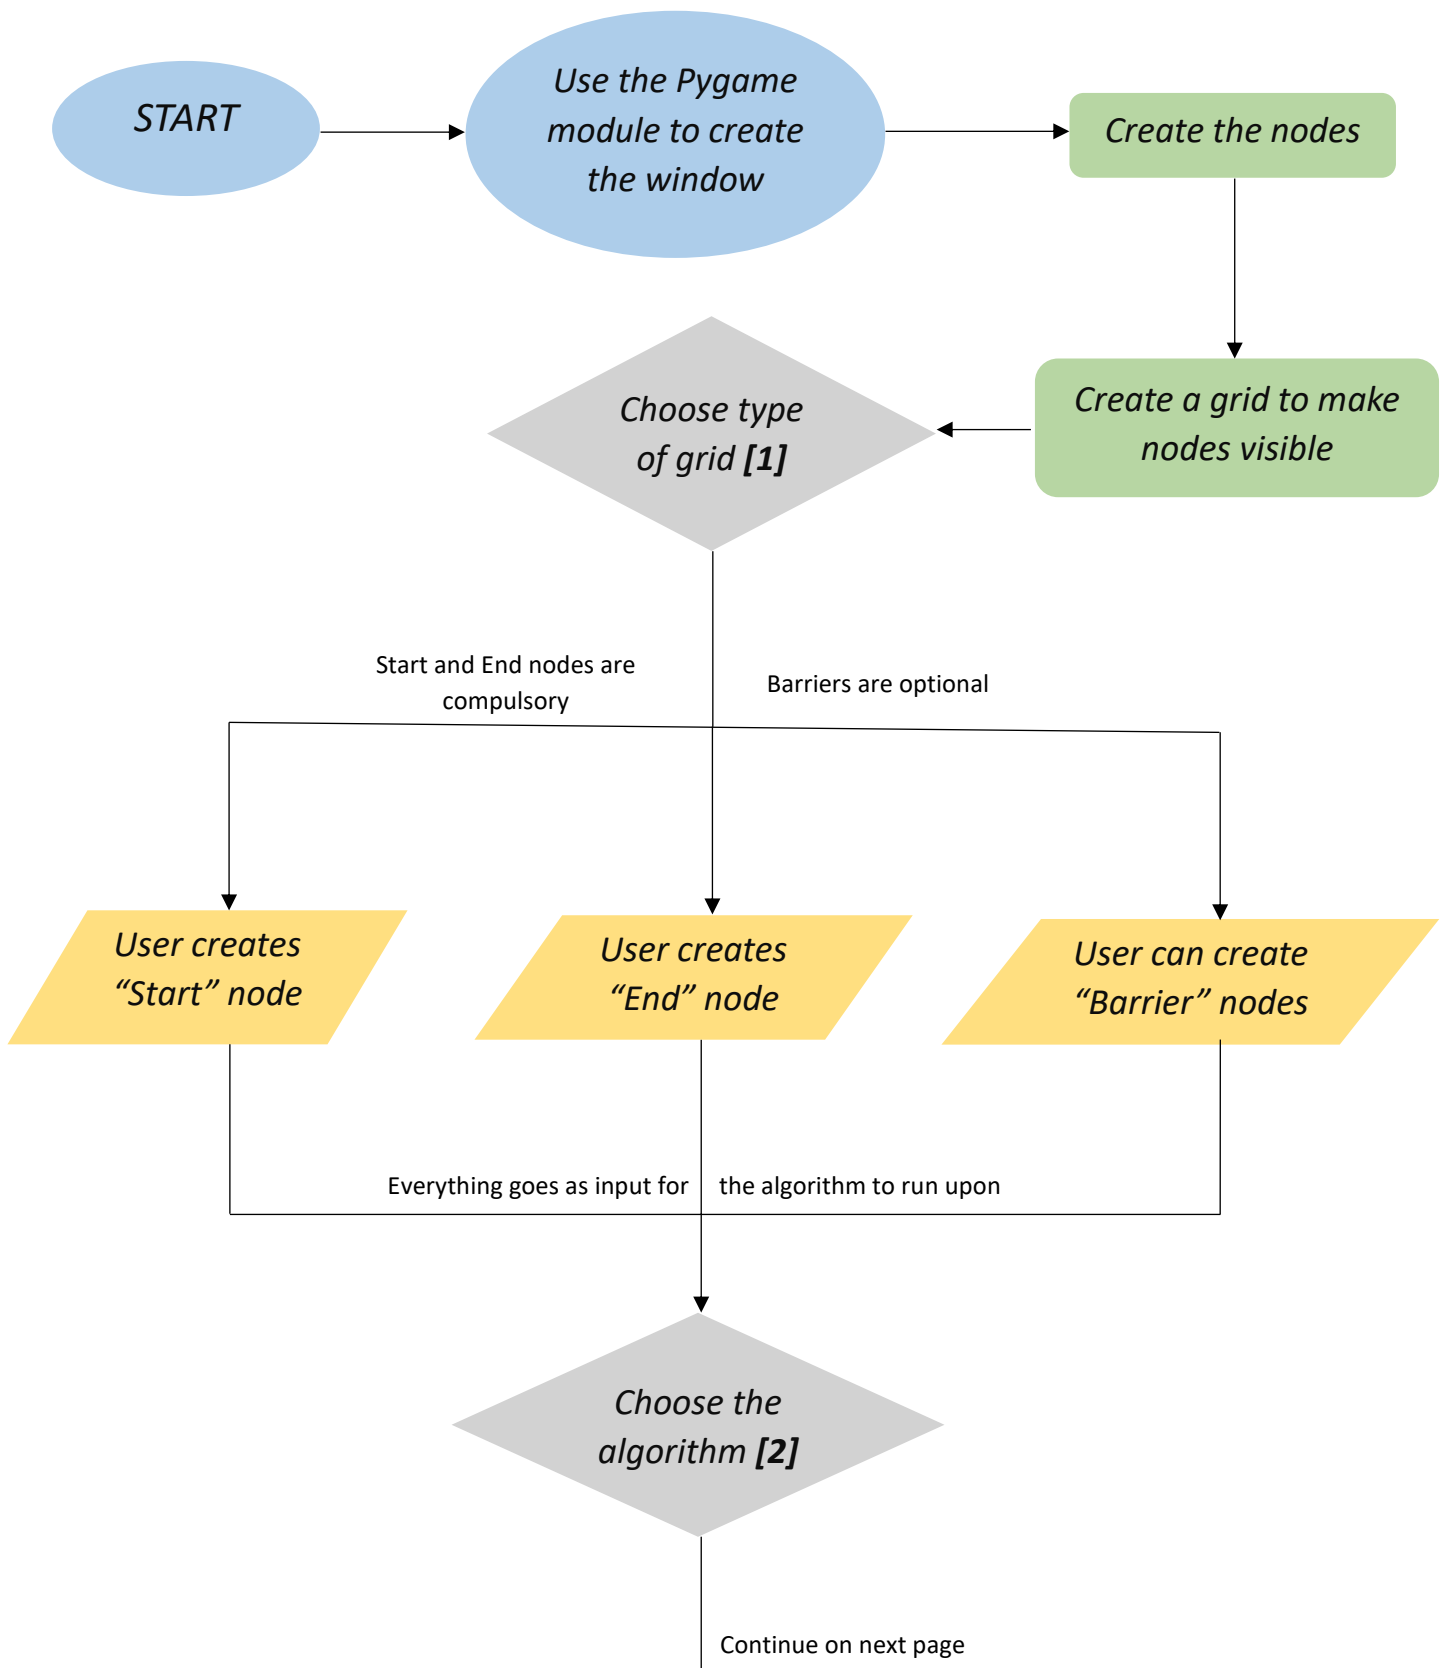 START
Use the Pygame
module to create
the window
Create the nodes
Create a grid to make
nodes visible
Choose type
of grid [1]
Start and End nodes are
compulsory
Barriers are optional
User creates
“Start” node
User creates
“End” node
User can create
“Barrier” nodes
Everything goes as input for the algorithm to run upon
Choose the
algorithm [2]
Continue on next page